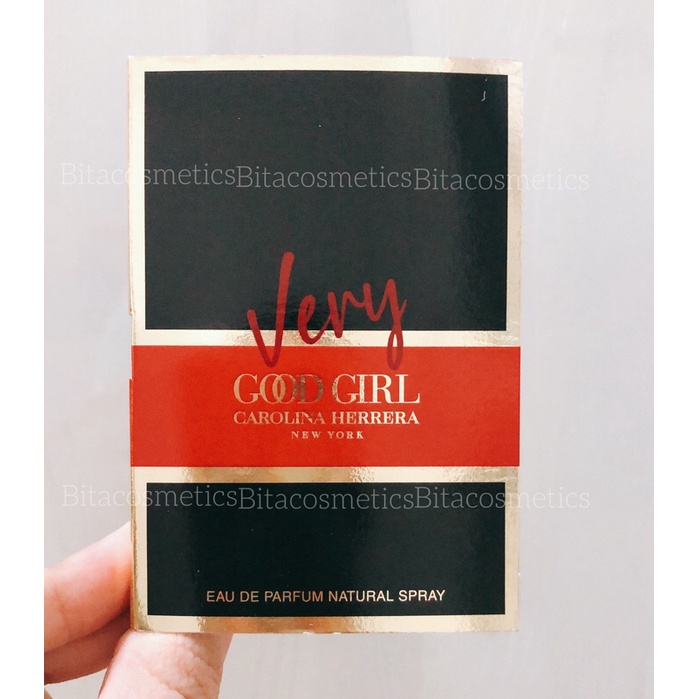 BitacosmeticsBitacosmeticsBitacosmetics
Very
GOOD GIRL
CAROLINA HERRERA
NEW YORK
BitacosmeticsBitacosmeticsBitacosmetics
EAU DE PARFUM NATURAL SPRAY